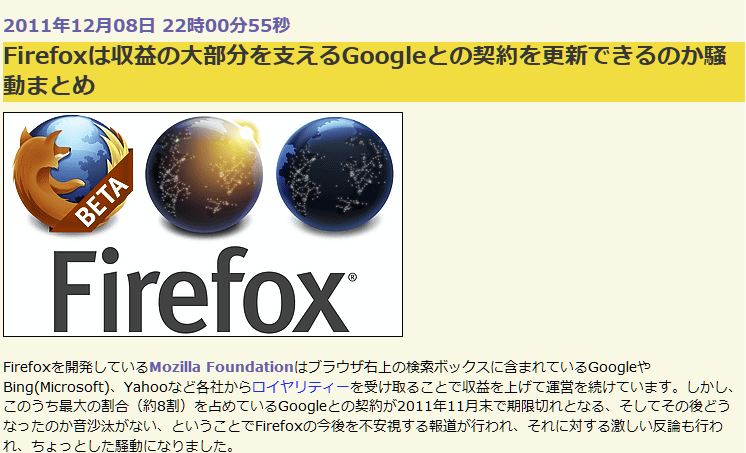 2011年12月08日 22時00分55秒
Firefoxは収益の大部分を支えるGoogleとの契約を更新できるのか騒
動まとめ
BETA
Firefox®
Firefoxを開発しているMozilla Foundationはブラウザ右上の検索ボックスに含まれているGoogleや
Bing(Microsoft)、Yahooなど各社からロイヤリティーを受け取ることで収益を上げて運営を続けています。しかし、
このうち最大の割合（約8割）を占めているGoogleとの契約が2011年11月末で期限切れとなる、そしてその後どう
なったのか音沙汰がない、ということでFirefoxの今後を不安視する報道が行われ、それに対する激しい反論も行わ
れ、ちょっとした騒動になりました。